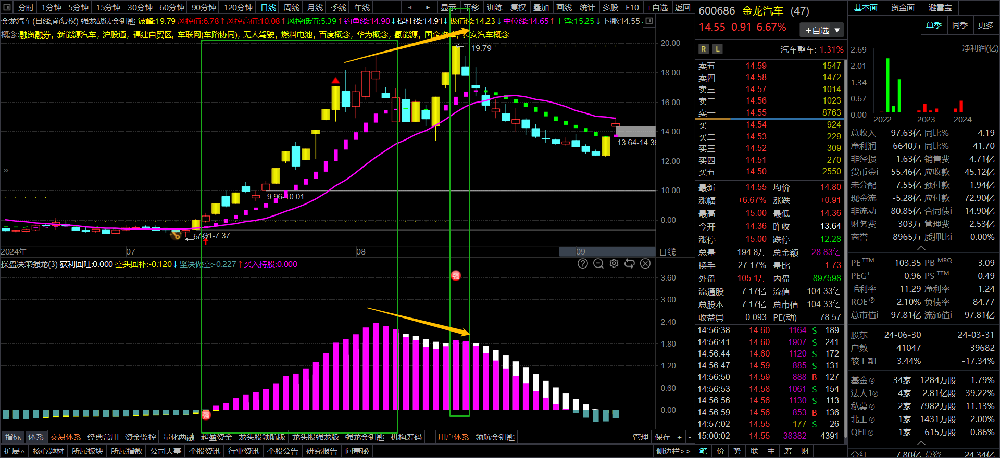 分时 1分钟 5分钟 15分钟 30分钟 60分钟 90分钟 120分钟 日线 周线 月线 季线 年线 显示 平移 训练 复权 叠加 画线 统计 多股 F10 +自选 返回
金龙汽车(日线,前复权) 强龙战法金钥匙 波峰:19.79 风控值:6.78↑ 风控高值:10.08↑ 风控低值:5.39↑ 钓鱼线:14.90↓ 提杆线:14.91↓ 极值线:14.23↓ 中位线:14.65↑ 上浮:15.25↓ 下挪:14.55
概念:融资融券, 新能源汽车, 沪股通, 福建自贸区, 车联网(车路协同), 无人驾驶, 燃料电池, 百度概念, 华为概念, 氢能源, 国企改革, 长安汽车概念
20.00
19.79
18.00
16.00
14.00
13.64-14.36
12.00
10.00
9.96-10.01
8.00
7.31-7.37
2024年 07 08 09 日线
操盘决策强龙(3) 获利回吐:0.000 空头回补:-0.120↓ 坚决做空:-0.227↑ 买入持股:0.000
3.60
强
3.00
2.40
1.80
1.20
0.60
0.00
强
指标 体系 交易体系 经典常用 资金监控 量化两融 超盈资金 龙头股领航版 龙头股强龙版 强龙金钥匙 机构筹码 用户体系 领航金钥匙 管理 保存 + -
扩展∧ 核心题材 所属板块 所属指数 公司大事 个股资讯 行业资讯 个股公告 研究报告 问董秘 侧边栏>>
600686 金龙汽车 (47)
14.55 0.91 6.67% +自选 ▼
R L 汽车整车: 1.31%
卖五 14.59 1547
卖四 14.58 1472
卖三 14.57 1014
卖二 14.56 1023
卖一 14.55 8763
买一 14.54 924
买二 14.53 229
买三 14.52 309
买四 14.51 270
买五 14.50 2550
最新 14.55 均价 14.80
涨幅 +6.67% 涨跌 +0.91
最高 15.00 最低 14.36
今开 14.36 昨收 13.64
涨停 15.00 跌停 12.28
总量 194.8万 总金额 28.83亿
换手 27.17% 量比 1.73
外盘 105.1万 内盘 897598
流通股 7.17亿 流值 104.33亿
总股本 7.17亿 总市值 104.33亿
收益㈡ 0.093 PE(动) 78.57
14:56:38 14.60 1164 S 189
14:56:41 14.60 1907 S 241
14:56:44 14.60 1120 S 172
14:56:47 14.59 885 S 131
14:56:50 14.59 888 B 127
14:56:53 14.58 1061 S 154
14:56:56 14.56 1130 S 113
14:56:59 14.56 853 B 136
14:57:02 14.55 177 S 26
15:00:02 14.55 38382 4391
笔 价 势 联 主 筹 财
基本面 资金面 避雷宝
单季 同季 更多
净利润(亿)
2.69
2.01
1.34
0.67
0.00
2022 2023 2024
总收入 97.63亿 同比% 4.19
净利润 6640万 同比% 41.70
非经损 1.63亿 销售费 4.71亿
货币金i 55.46亿 应收款 45.12亿
未分配 7.55亿 预付款 1.94亿
现金流 -5.28亿 应付款 72.90亿
非流动 80.85亿 合同债i 14.90亿
财务费 303万 管理费 2.53亿
商誉 8965万 质押比i 0.00%
PE TTM 103.35 PB MRQ 3.09
PEG i 0.96 PS TTM 0.49
毛利率 11.29 净利率 1.24
ROE② 2.10% 负债率 84.77
总市值i 97.81亿 流通值i 97.81亿
股东 24-06-30 24-03-31
户数 41047 39682
较上期 3.44% -17.34%
基金② 34家 1284万股 1.79%
法人1② 4家 2.81亿股 39.22%
私募② 2家 7982万股 11.13%
北上② 1家 1431万股 2.00%
QFII② 1家 615万股 0.86%
分红 7.80亿 募资 24.34亿